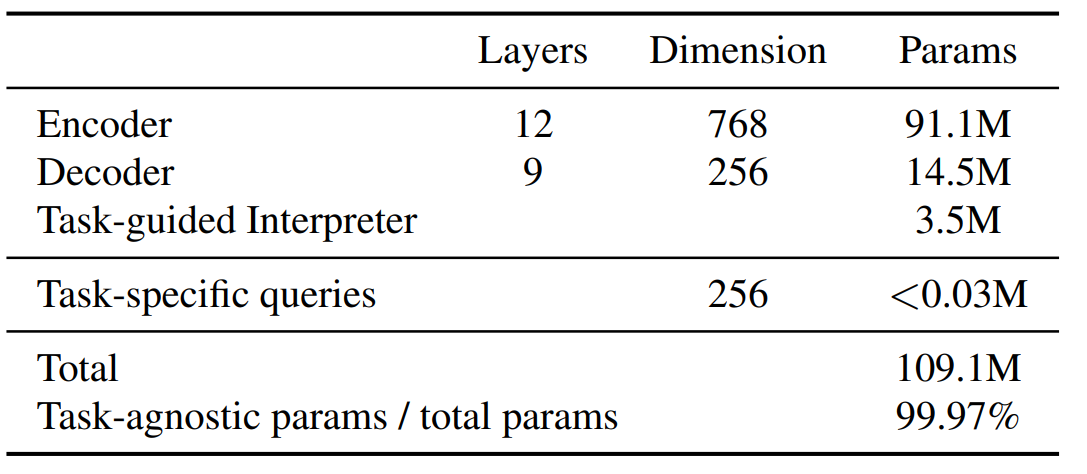 Layers Dimension Params
Encoder 12 768 91.1M
Decoder 9 256 14.5M
Task-guided Interpreter 3.5M
Task-specific queries 256 <0.03M
Total 109.1M
Task-agnostic params / total params 99.97%